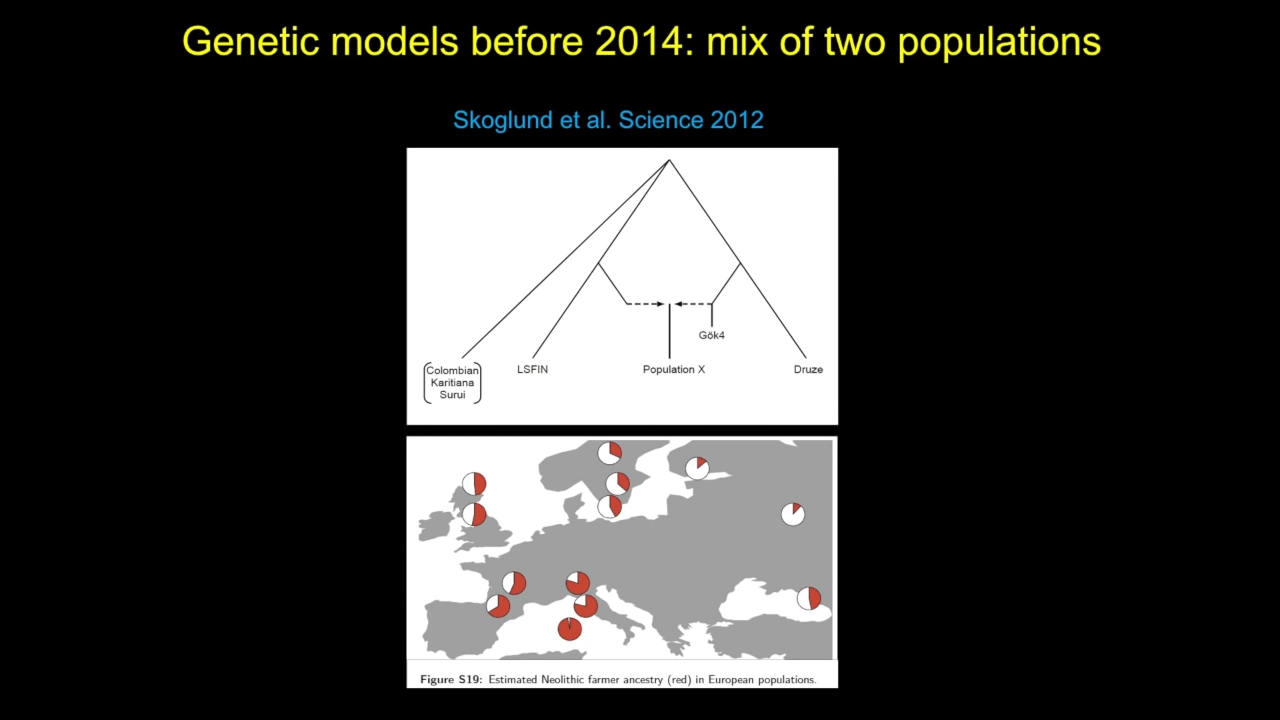 Genetic models before 2014: mix of two populations
Skoglund et al. Science 2012
Gök4
Colombian
Karitiana
Surui
LSFIN
Population X
Druze
Figure S19: Estimated Neolithic farmer ancestry (red) in European populations.